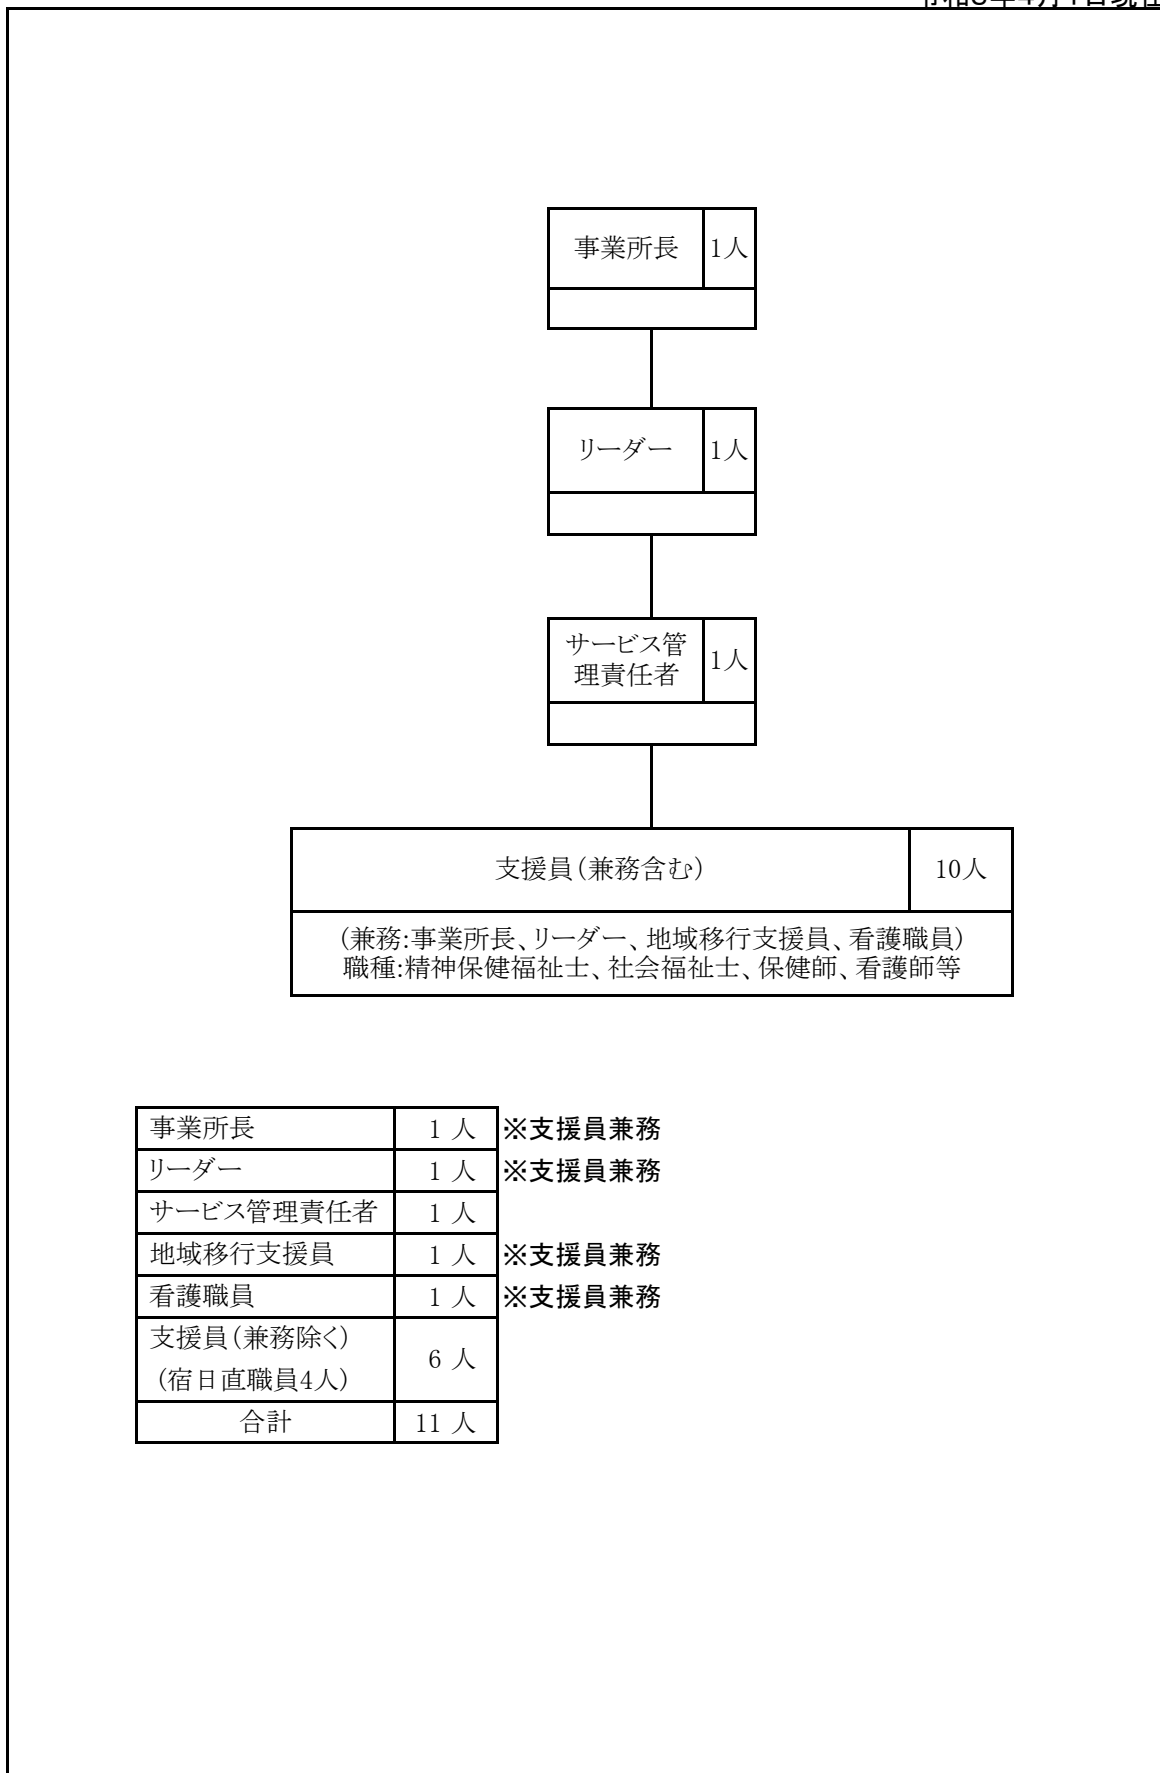 事業所長 1人
リーダー 1人
サービス管
理責任者 1人
支援員（兼務含む） 10人
（兼務:事業所長、リーダー、地域移行支援員、看護職員）
職種:精神保健福祉士、社会福祉士、保健師、看護師等
事業所長 1 人 ※支援員兼務
リーダー 1 人 ※支援員兼務
サービス管理責任者 1 人
地域移行支援員 1 人 ※支援員兼務
看護職員 1 人 ※支援員兼務
支援員（兼務除く） 6 人
（宿日直職員4人）
合計 11 人